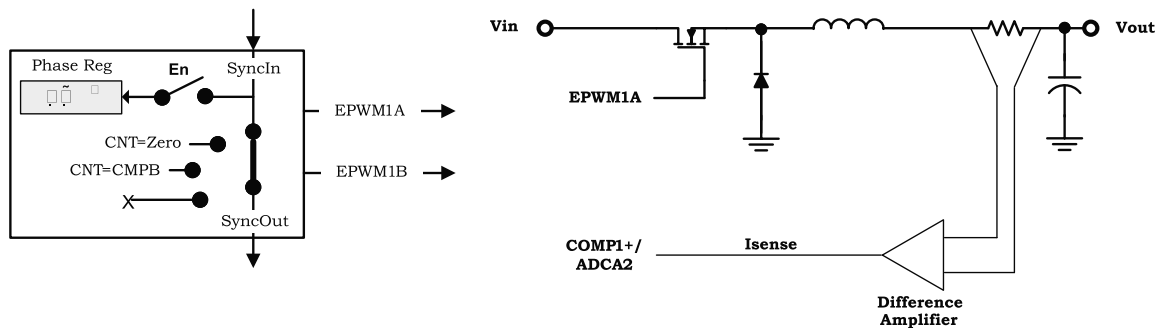 Phase Reg
En
SyncIn
CNT=Zero
CNT=CMPB
X
SyncOut
EPWM1A
EPWM1B
Vin
Vout
EPWM1A
COMP1+/
ADCA2
Isense
Difference
Amplifier